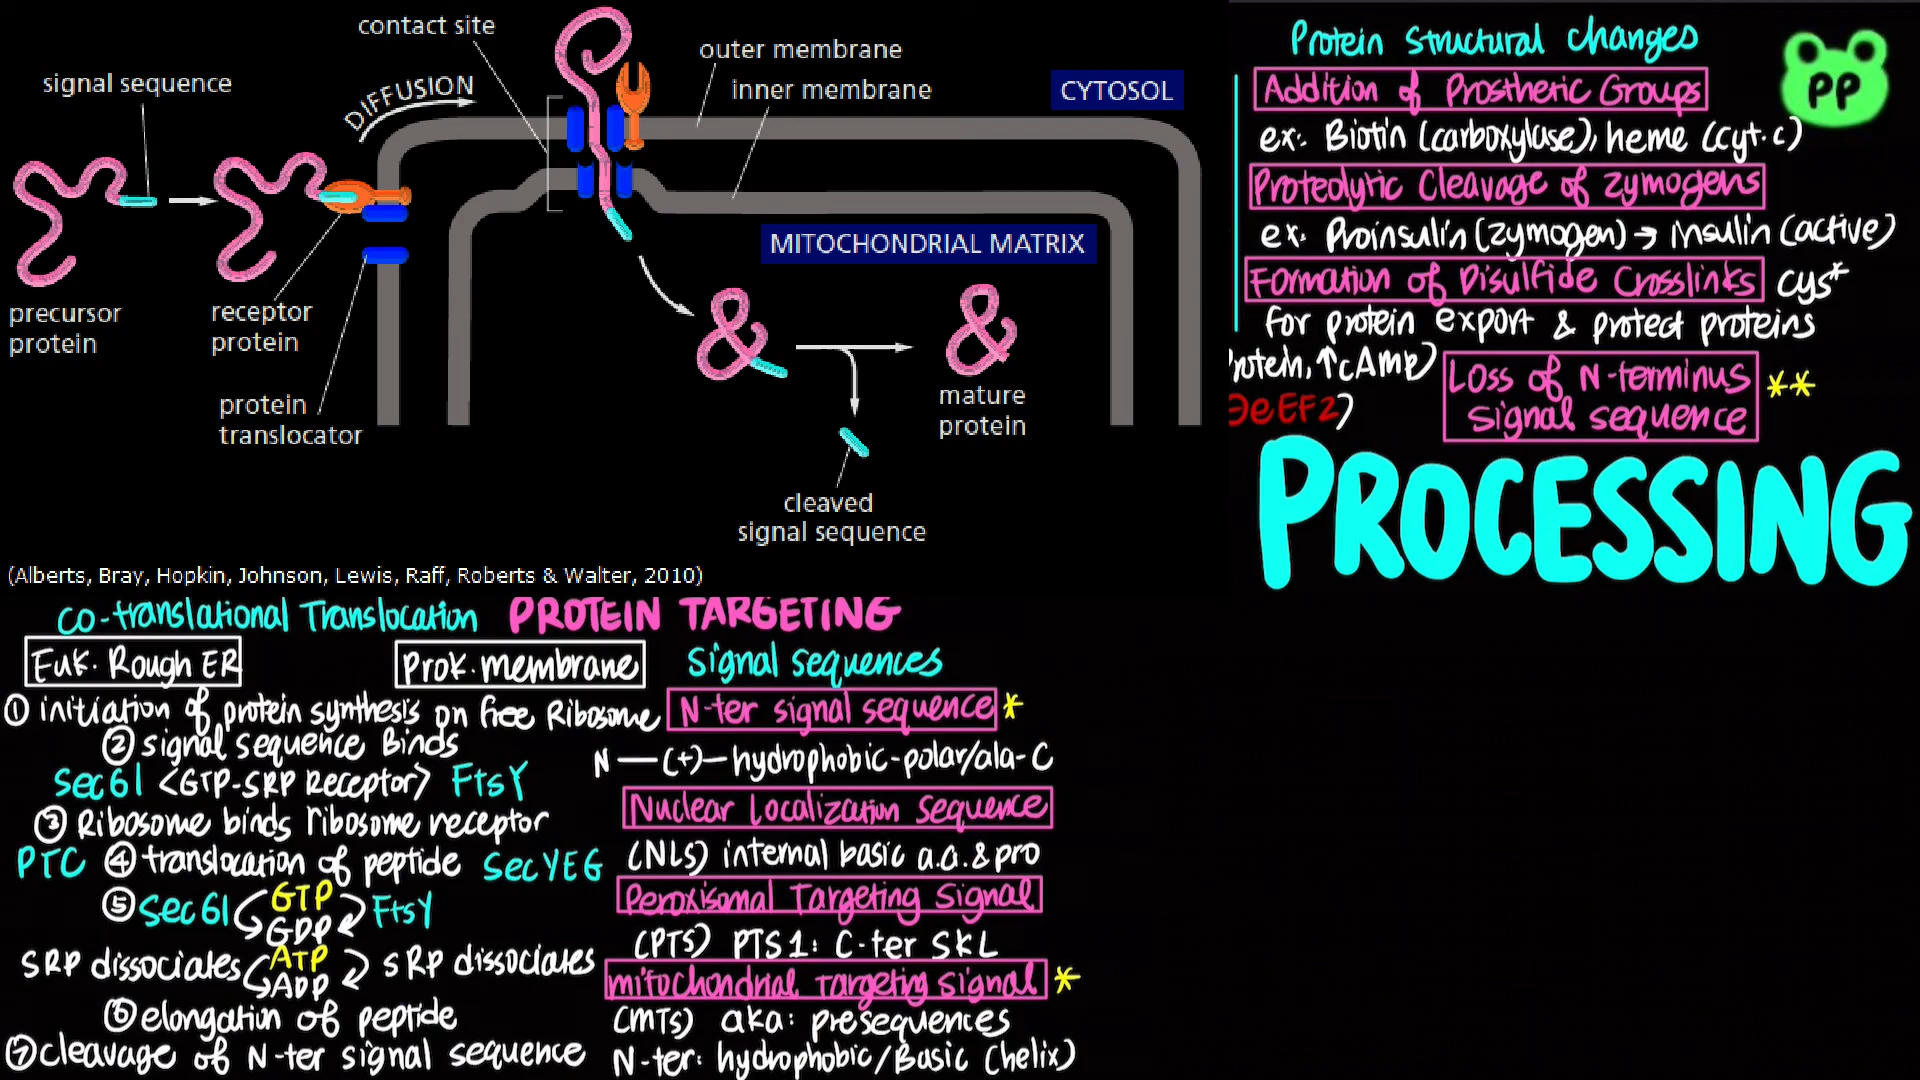 contact site
outer membrane
inner membrane
signal sequence
DIFFUSION
CYTOSOL
MITOCHONDRIAL MATRIX
precursor
protein
receptor
protein
protein
translocator
mature
protein
cleaved
signal sequence
(Alberts, Bray, Hopkin, Johnson, Lewis, Raff, Roberts & Walter, 2010)
Protein Structural Changes
PP
Addition of Prosthetic Groups
ex: Biotin (carboxylase), heme (cyt. c)
Proteolytic Cleavage of Zymogens
ex: Proinsulin (zymogen) → insulin (active)
Formation of Disulfide Crosslinks cys*
for protein export & protect proteins
rotein, ↑cAMP)
eEF2)
Loss of N-terminus **
signal sequence
PROCESSING
Co-translational Translocation
Euk. Rough ER
Prok. membrane
① initiation of protein synthesis on free Ribosome
② signal sequence Binds
Sec61 <GTP-SRP Receptor> FtsY
③ Ribosome binds ribosome receptor
PTC ④ translocation of peptide SecYEG
⑤ Sec61 GTP FtsY
GDP
SRP dissociates ATP SRP dissociates
ADP
⑥ elongation of peptide
⑦ cleavage of N-ter signal sequence
PROTEIN TARGETING
Signal sequences
N-ter signal sequence *
N—(+)—hydrophobic-polar/ala-C
Nuclear Localization Sequence
(NLS) internal basic a.a. & pro
Peroxisomal Targeting Signal
(PTS) PTS1: C-ter SKL
Mitochondrial Targeting Signal *
(MTS) aka: presequences
N-ter: hydrophobic/Basic (helix)